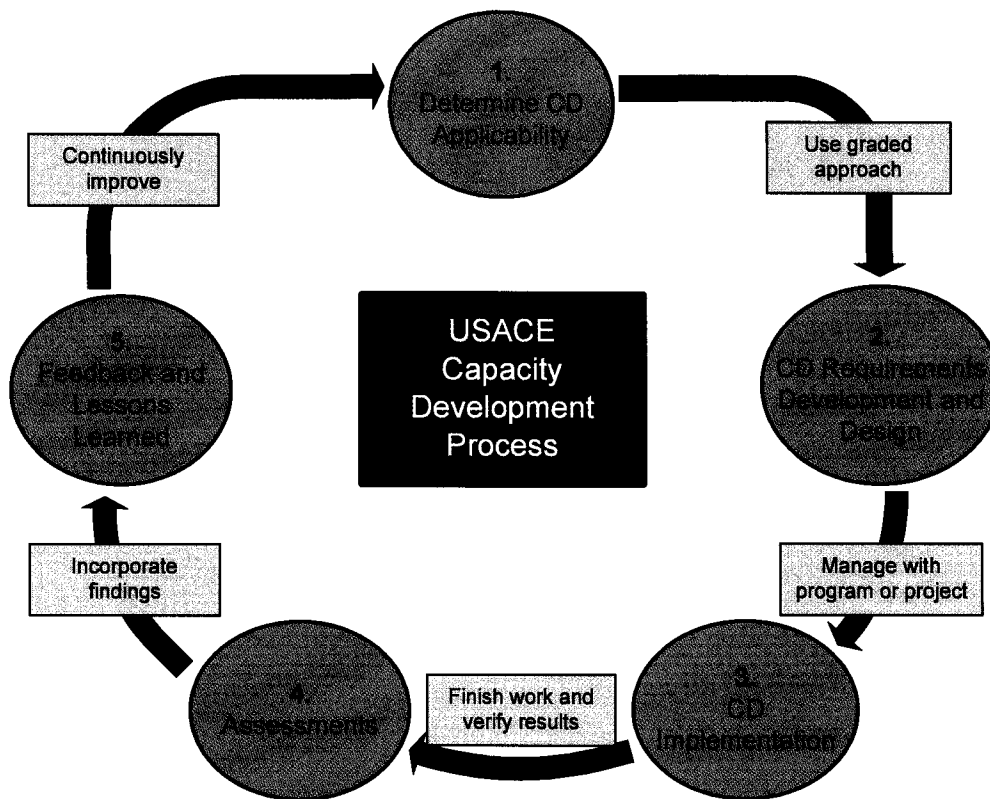 1.
Determine CD
Applicability
Use graded
approach
2.
CD Requirements
Development and
Design
Manage with
program or project
3.
CD
Implementation
Finish work and
verify results
4.
Assessments
Incorporate
findings
5.
Feedback and
Lessons
Learned
Continuously
improve
USACE
Capacity
Development
Process